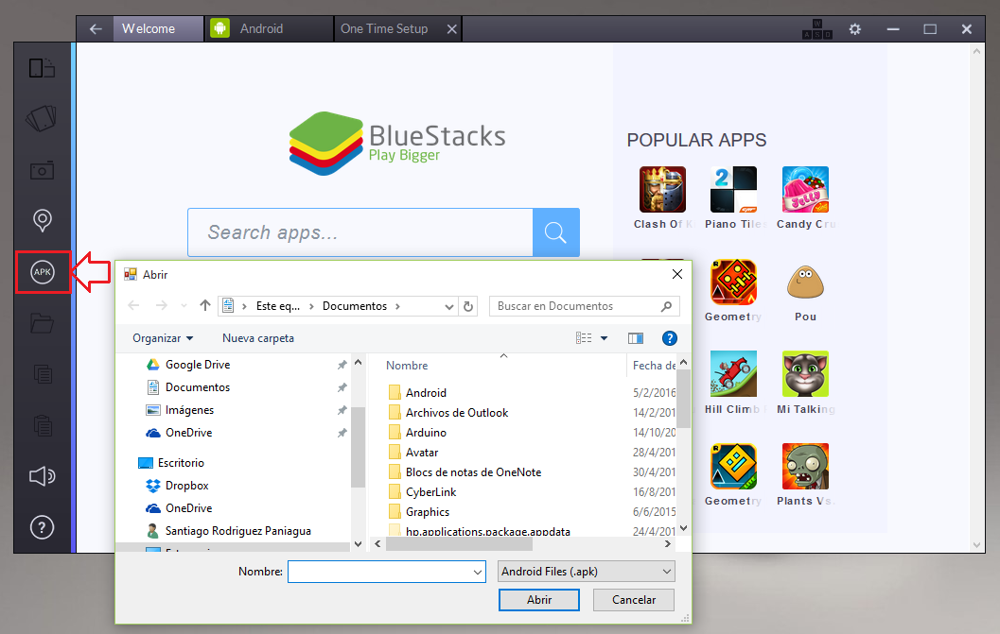 Welcome
Android
One Time Setup
W
A S D
BlueStacks
Play Bigger
Search apps...
POPULAR APPS
Clash Of K
Piano Tiles
Candy Cru
Geometry
Pou
Hill Climb
Mi Talking
Geometry
Plants Vs.
APK
Abrir
Este eq...
Documentos
Buscar en Documentos
Organizar
Nueva carpeta
Google Drive
Documentos
Imágenes
OneDrive
Escritorio
Dropbox
OneDrive
Santiago Rodriguez Paniagua
Nombre
Fecha de
Android
5/2/2016
Archivos de Outlook
14/2/201
Arduino
14/10/20
Avatar
28/4/201
Blocs de notas de OneNote
30/4/201
CyberLink
16/8/201
Graphics
6/6/2015
hp.applications.package.appdata
24/4/201
Nombre:
Android Files (.apk)
Abrir
Cancelar